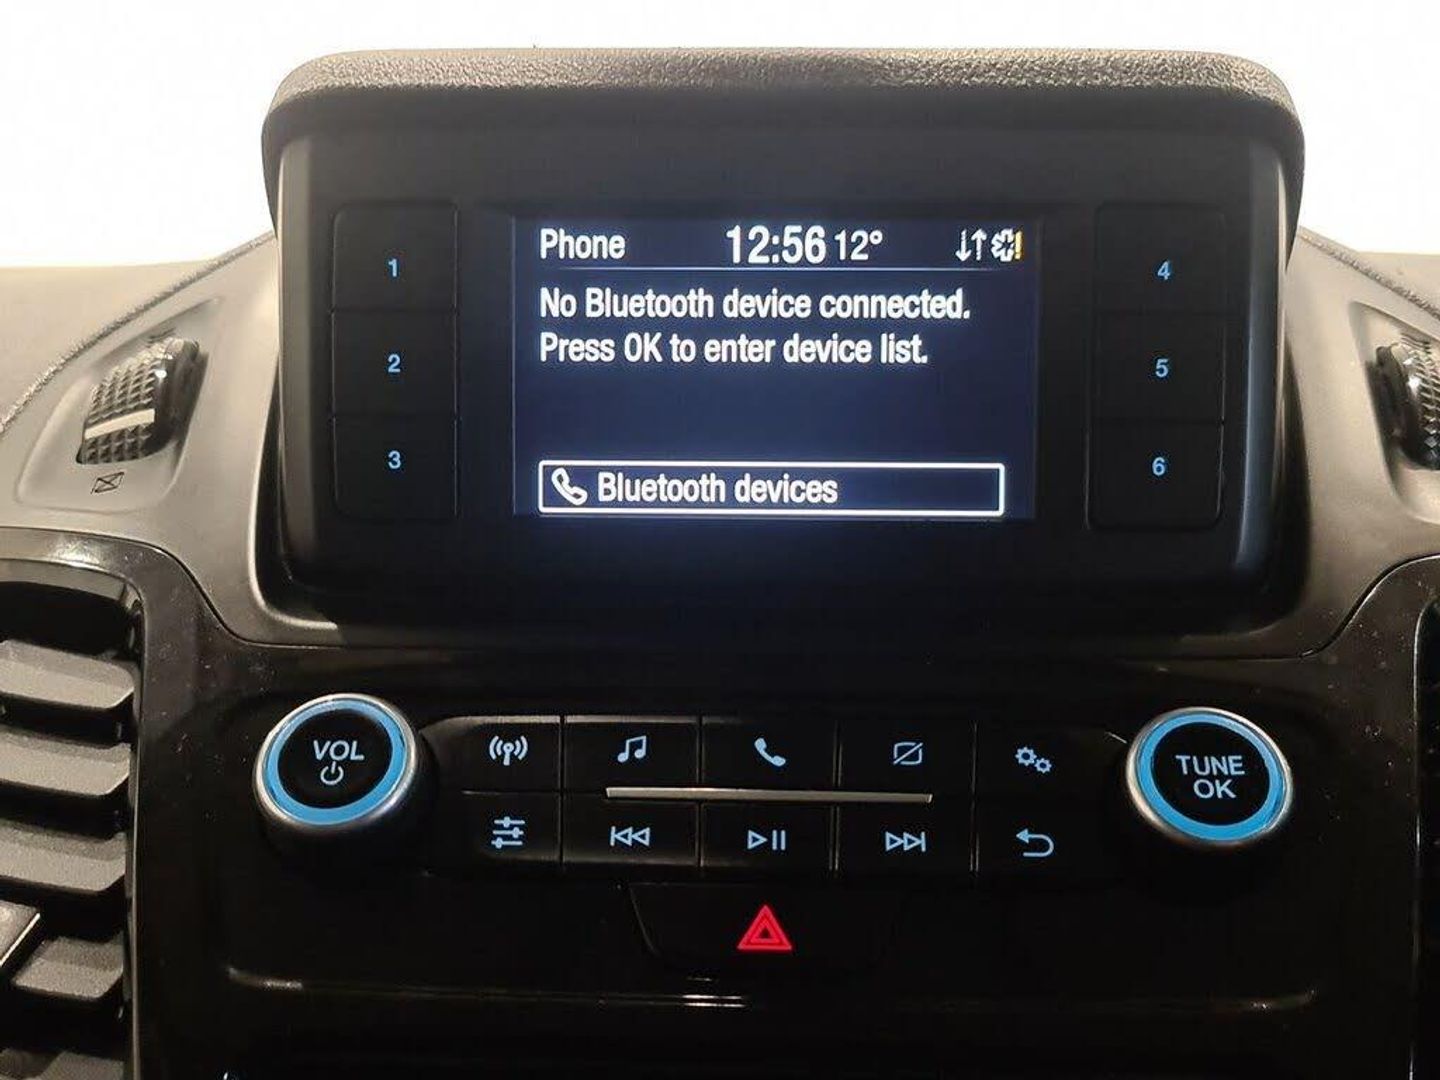 Phone 12:56 12°
No Bluetooth device connected.
Press OK to enter device list.
Bluetooth devices
1
2
3
4
5
6
VOL
TUNE
OK